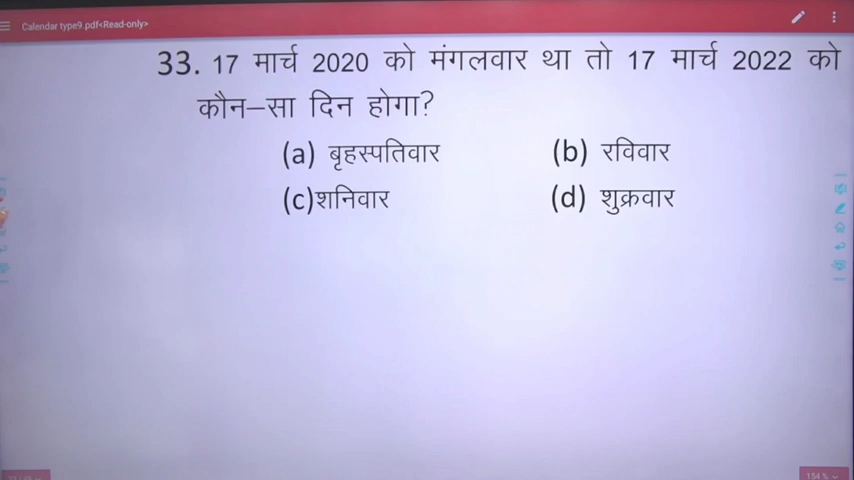 Calendar type9.pdf<Read-only>
33. 17 मार्च 2020 को मंगलवार था तो 17 मार्च 2022 को
कौन–सा दिन होगा?
(a) बृहस्पतिवार (b) रविवार
(c)शनिवार (d) शुक्रवार
154 %